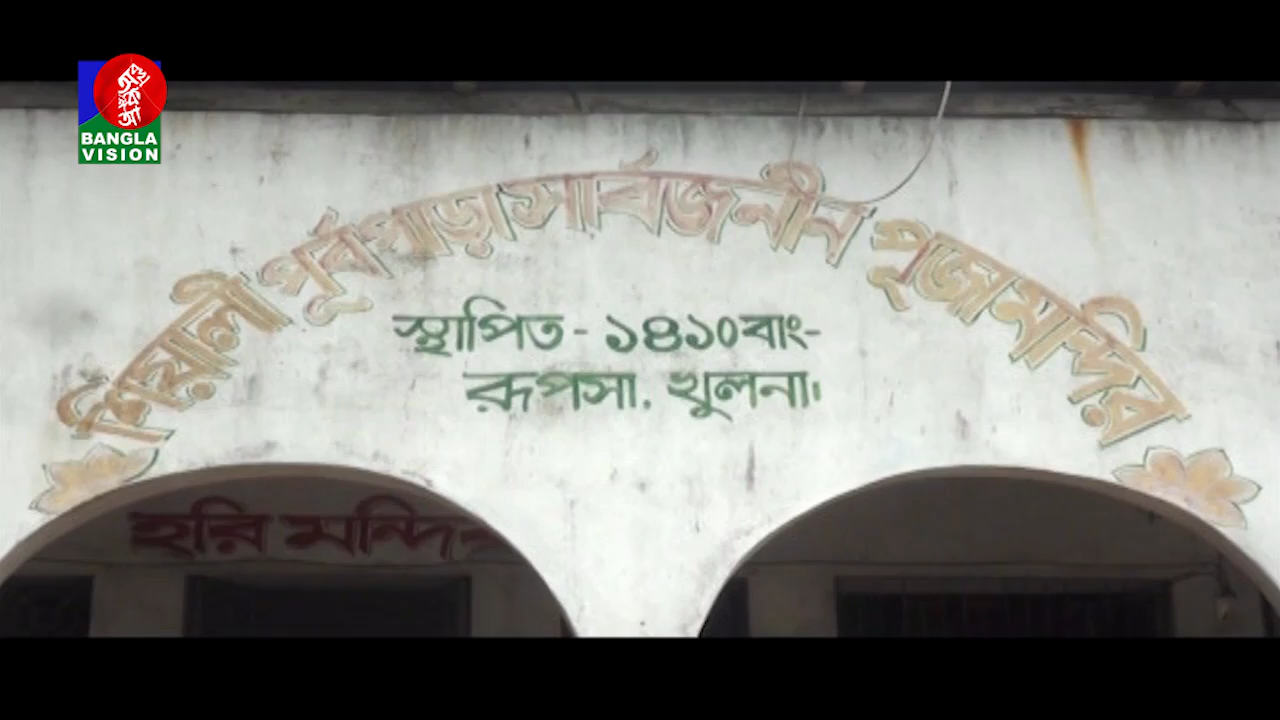 BANGLA
VISION
শিয়ালী পূর্বপাড়া সার্বজনীন পূজা মন্দির
স্থাপিত - ১৪১০ বাং-
রূপসা, খুলনা।
হরি মন্দির